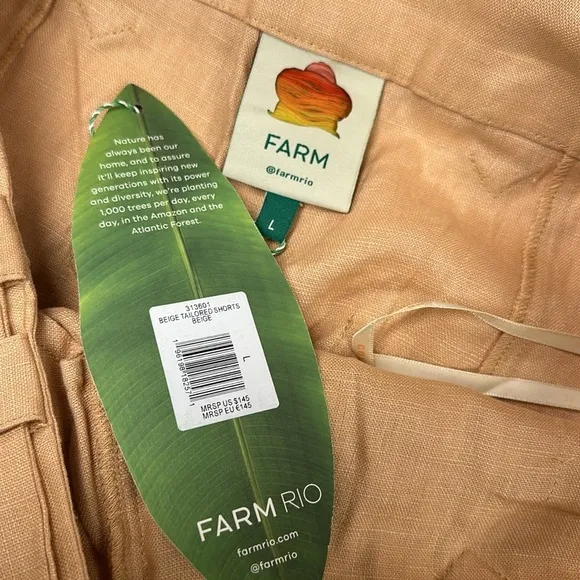 FARM
@farmrio
L
Nature has
always been our
home, and to assure
it'll keep inspiring new
generations with its power
and diversity, we're planting
1,000 trees per day, every
day, in the Amazon and the
Atlantic Forest.
313601
BEIGE TAILORED SHORTS
BEIGE
L
MRSP US $145
MRSP EU €145
FARM RIO
farmrio.com
@farmrio